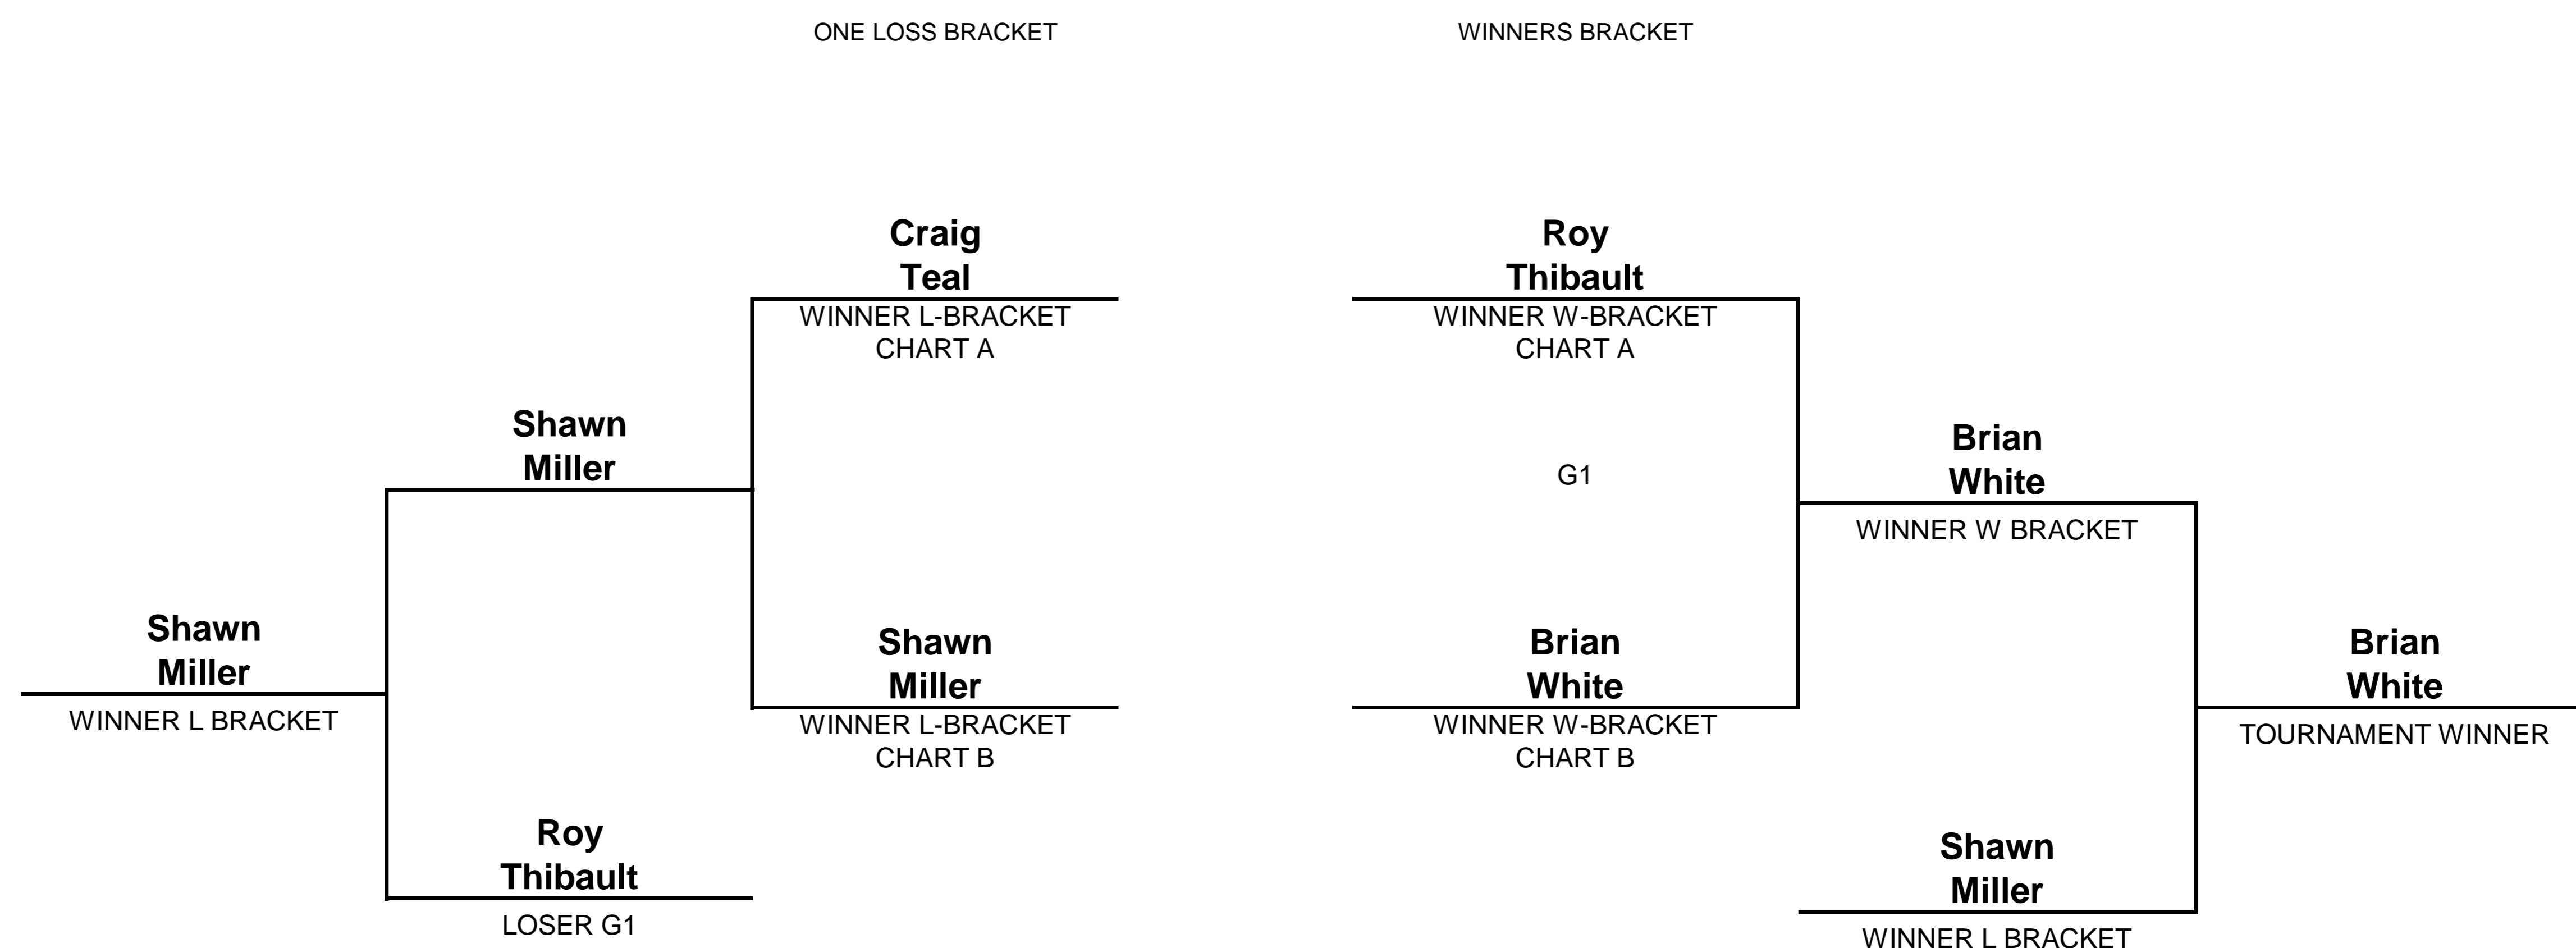 ONE LOSS BRACKET
WINNERS BRACKET
Craig
Teal
WINNER L-BRACKET
CHART A
Roy
Thibault
WINNER W-BRACKET
CHART A
Shawn
Miller
G1
Brian
White
WINNER W BRACKET
Shawn
Miller
WINNER L BRACKET
Shawn
Miller
WINNER L-BRACKET
CHART B
Brian
White
WINNER W-BRACKET
CHART B
Brian
White
TOURNAMENT WINNER
Roy
Thibault
LOSER G1
Shawn
Miller
WINNER L BRACKET